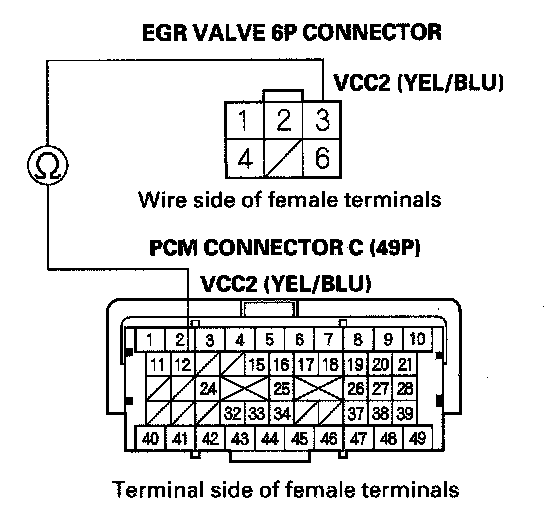 EGR VALVE 6P CONNECTOR
VCC2 (YEL/BLU)
1 2 3
4 6
Ω
Wire side of female terminals
PCM CONNECTOR C (49P)
VCC2 (YEL/BLU)
1 2 3 4 5 6 7 8 9 10
11 12 15 16 17 18 19 20 21
24 25 26 27 28
32 33 34 37 38 39
40 41 42 43 44 45 46 47 48 49
Terminal side of female terminals